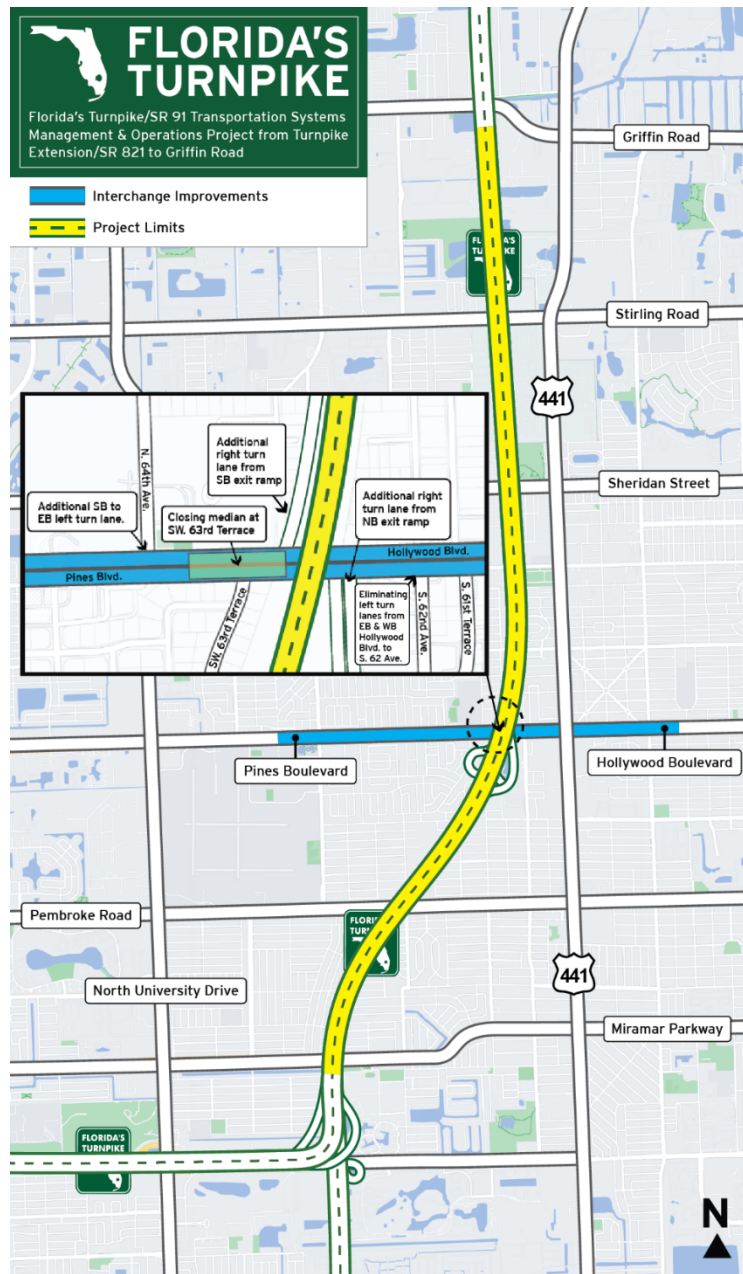 FLORIDA'S
TURNPIKE
Florida's Turnpike/SR 91 Transportation Systems
Management & Operations Project from Turnpike
Extension/SR 821 to Griffin Road
Interchange Improvements
Project Limits
Griffin Road
FLORIDA'S
TURNPIKE
Stirling Road
441
Sheridan Street
N. 64th Ave.
Additional
right turn
lane from
SB exit ramp
Additional SB to
EB left turn lane.
Closing median at
SW. 63rd Terrace
Additional right
turn lane from
NB exit ramp
Hollywood Blvd.
Pines Blvd.
SW. 63rd Terrace
Eliminating
left turn
lanes from
EB & WB
Hollywood
Blvd. to
S. 62 Ave.
S. 62nd Ave.
S. 61st Terrace
Pines Boulevard
Hollywood Boulevard
Pembroke Road
FLORI
TURN
441
North University Drive
Miramar Parkway
FLORIDA'S
TURNPIKE
N